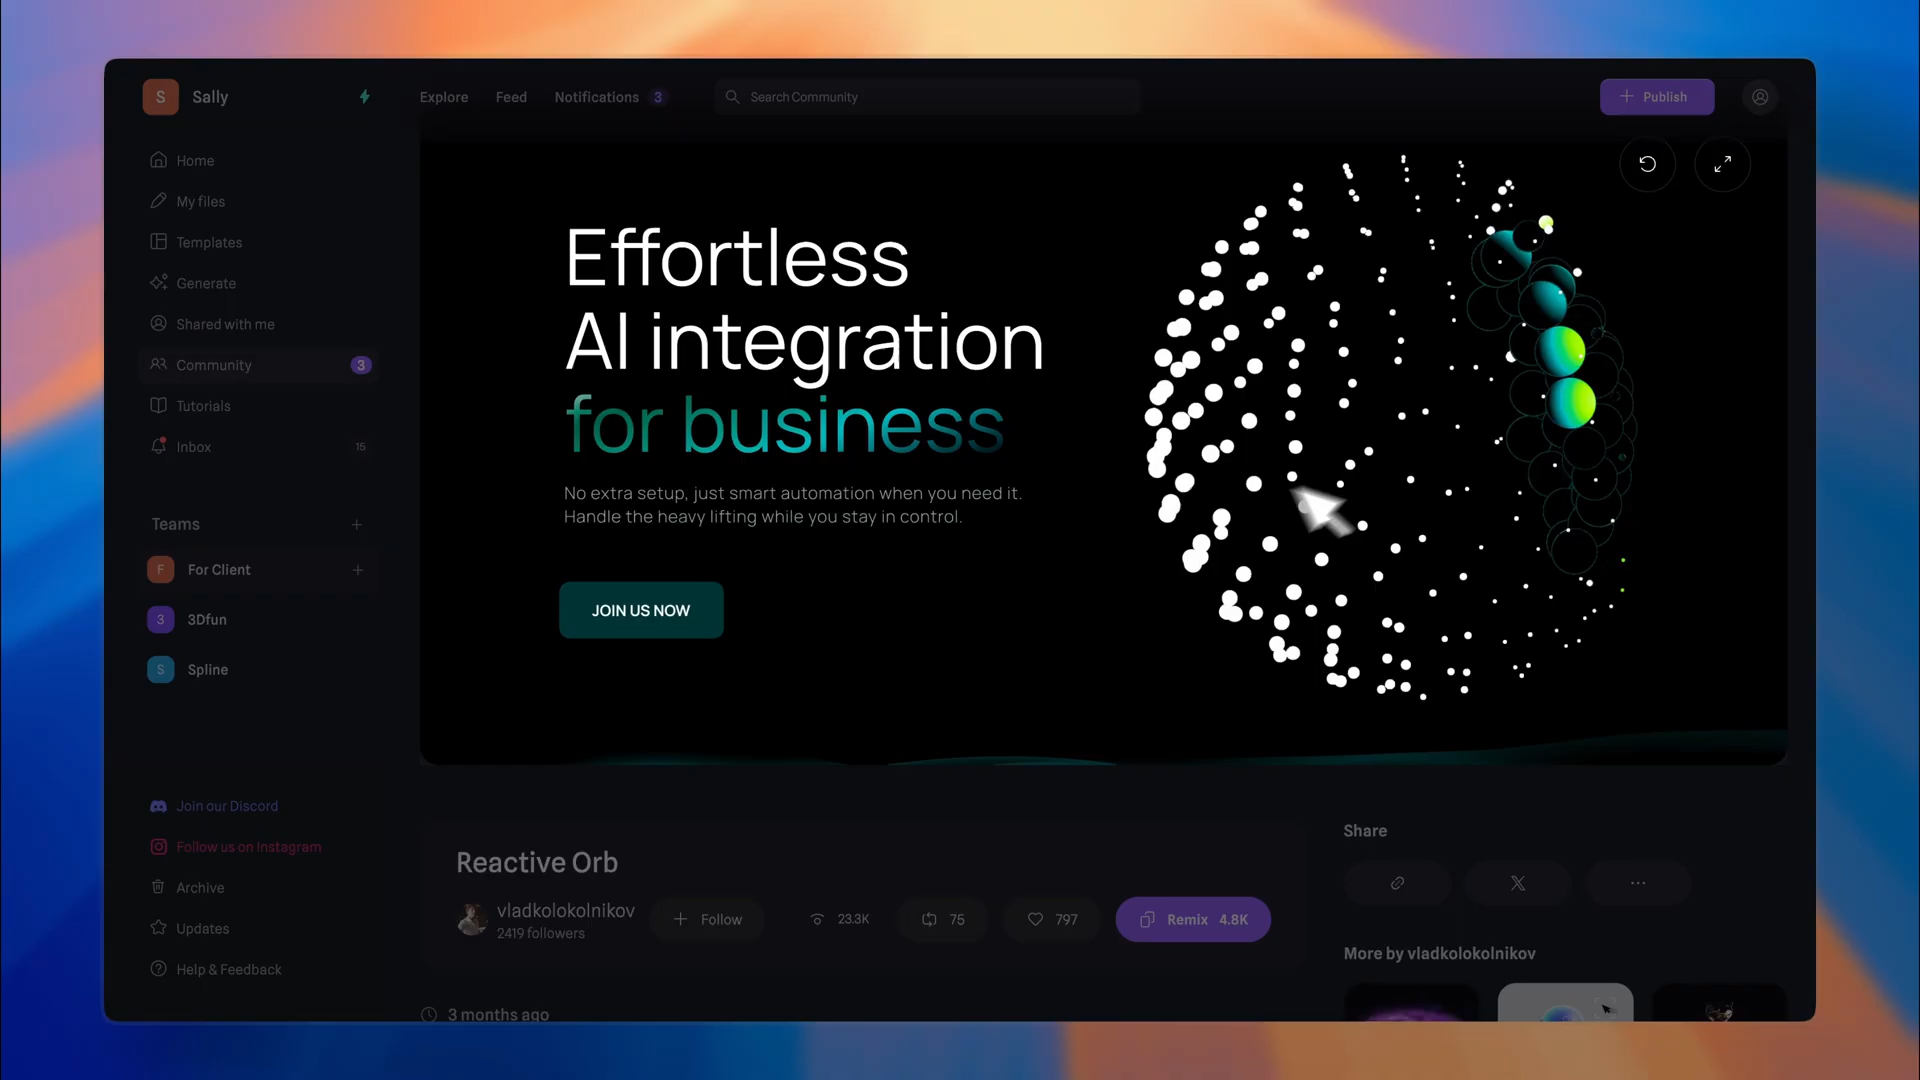 S Sally
Explore Feed Notifications 3
Search Community
Publish
Home
My files
Templates
Generate
Shared with me
Community 3
Tutorials
Inbox 15
Teams
F For Client
3 3Dfun
S Spline
Join our Discord
Follow us on Instagram
Archive
Updates
Help & Feedback
Effortless
AI integration
for business
No extra setup, just smart automation when you need it.
Handle the heavy lifting while you stay in control.
JOIN US NOW
Reactive Orb
vladkolokolnikov
2419 followers
Follow
23.3K
75
797
Remix 4.8K
3 months ago
Share
More by vladkolokolnikov